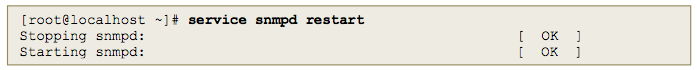 [root@localhost ~]# service snmpd restart
Stopping snmpd: [ OK ]
Starting snmpd: [ OK ]